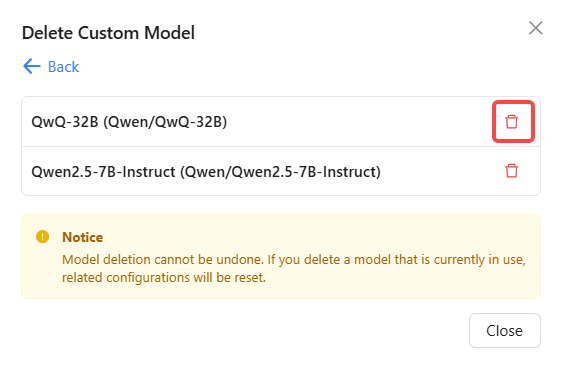 Delete Custom Model
Back
QwQ-32B (Qwen/QwQ-32B)
Qwen2.5-7B-Instruct (Qwen/Qwen2.5-7B-Instruct)
Notice
Model deletion cannot be undone. If you delete a model that is currently in use,
related configurations will be reset.
Close